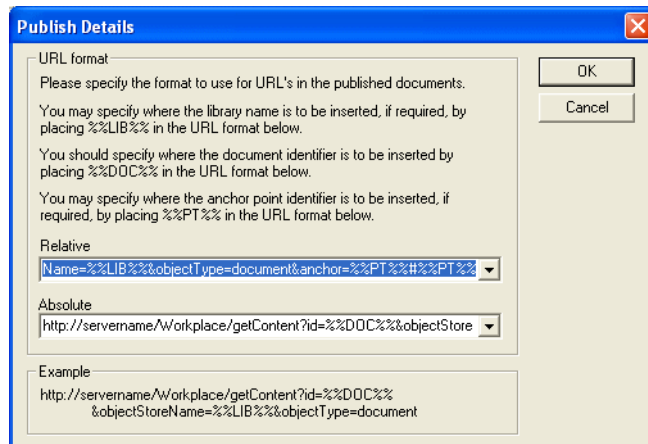 Publish Details
URL format
OK
Please specify the format to use for URL's in the published documents.
Cancel
You may specify where the library name is to be inserted, if required, by
placing %%LIB%% in the URL format below.
You should specify where the document identifier is to be inserted by
placing %%DOC%% in the URL format below.
You may specify where the anchor point identifier is to be inserted, if
required, by placing %%PT%% in the URL format below.
Relative
Name=%%LIB%%&objectType=document&anchor=%%PT%%#%%PT%%
Absolute
http://servername/Workplace/getContent?id=%%DOC%%&objectStore
Example
http://servername/Workplace/getContent?id=%%DOC%%
&objectStoreName=%%LIB%%&objectType=document